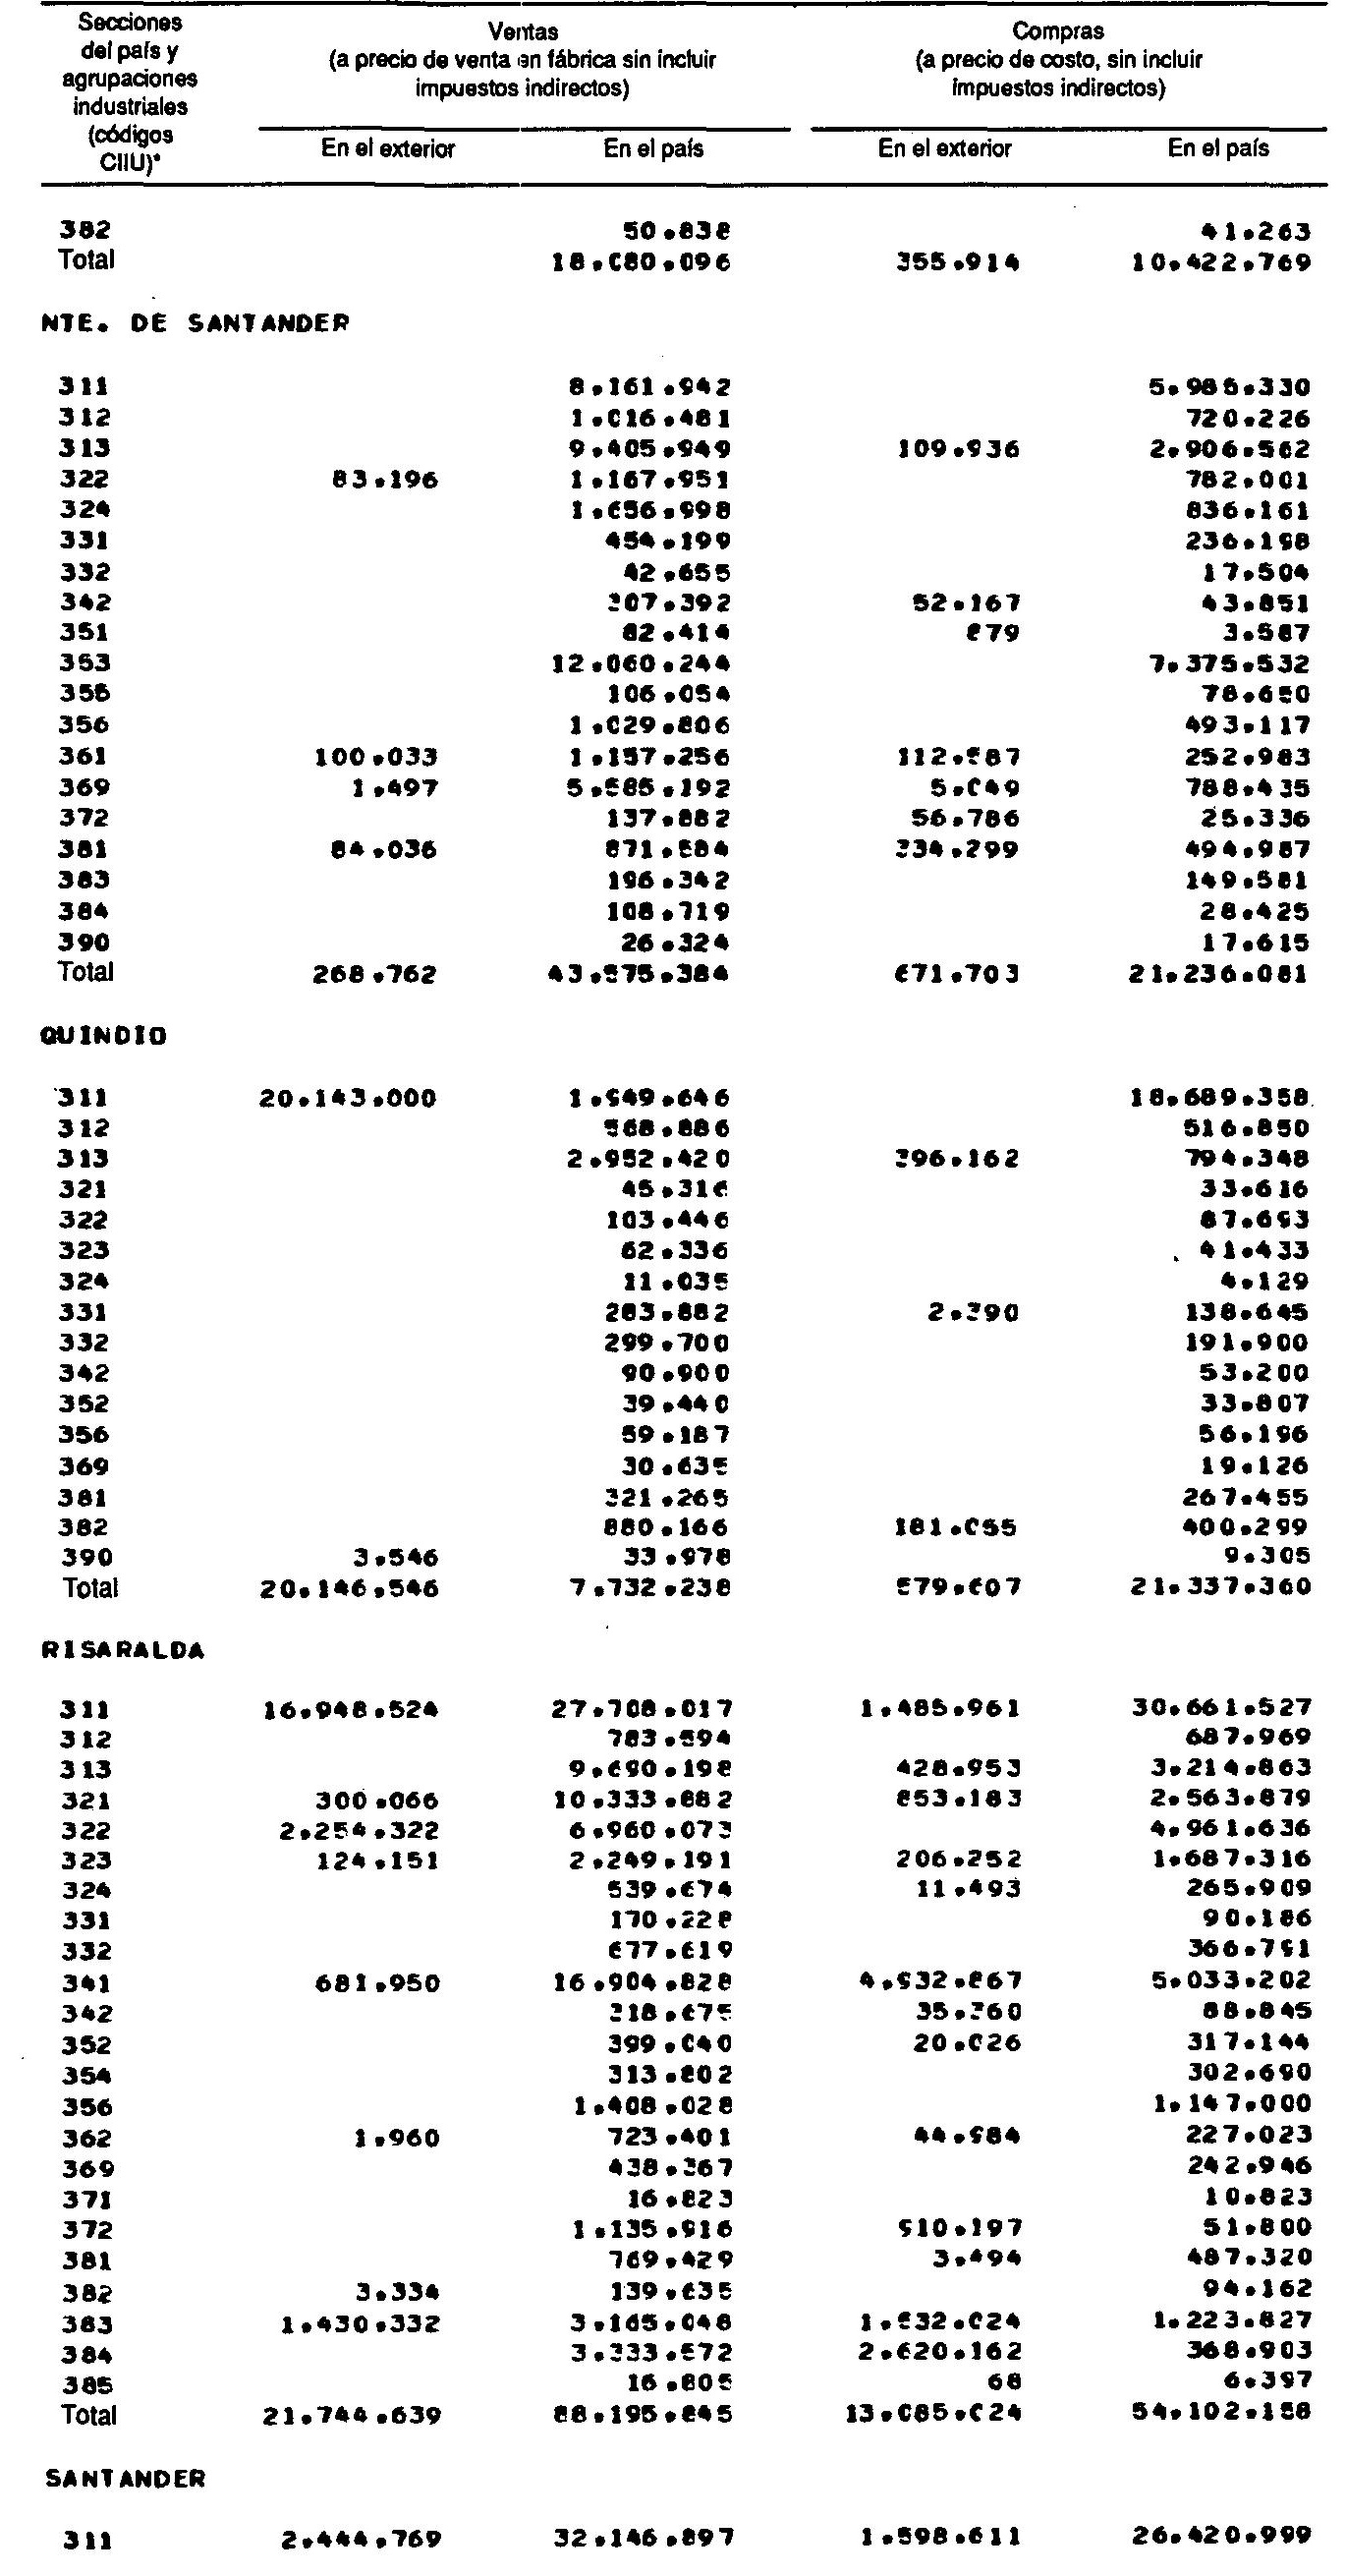 Secciones
del país y
agrupaciones
industriales
(códigos
CIIU)*
Ventas
(a precio de venta en fábrica sin incluir
impuestos indirectos)
Compras
(a precio de costo, sin incluir
impuestos indirectos)
En el exterior En el país En el exterior En el país
382 50.838 41.263
Total 18.080.096 355.914 10.422.769
NTE. DE SANTANDER
311 8.161.942 5.985.330
312 1.016.481 720.226
313 9.405.949 109.936 2.906.562
322 83.196 1.167.951 782.001
324 1.656.998 836.161
331 454.199 236.198
332 42.655 17.504
342 307.392 52.167 43.851
351 82.414 879 3.587
353 12.060.244 7.375.532
355 106.054 78.650
356 1.029.806 493.117
361 100.033 1.157.256 112.587 252.983
369 1.497 5.585.192 5.049 788.435
372 137.882 56.786 25.336
381 84.036 871.584 334.299 494.987
383 196.342 149.581
384 108.719 28.425
390 26.324 17.615
Total 268.762 43.575.384 671.703 21.236.081
QUINDIO
311 20.143.000 1.949.646 18.689.358
312 568.886 516.850
313 2.952.420 396.162 794.348
321 45.316 33.616
322 103.446 87.693
323 62.336 41.433
324 11.035 4.129
331 283.882 2.390 138.645
332 299.700 191.900
342 90.900 53.200
352 39.440 33.807
356 59.187 56.196
369 30.635 19.126
381 321.265 267.455
382 880.166 181.055 400.299
390 3.546 33.978 9.305
Total 20.146.546 7.732.238 579.607 21.337.360
RISARALDA
311 16.948.524 27.708.017 1.485.961 30.661.527
312 783.594 687.969
313 9.690.198 428.953 3.214.863
321 300.066 10.333.882 853.183 2.563.879
322 2.254.322 6.960.073 4.961.636
323 124.151 2.249.191 206.252 1.687.316
324 539.674 11.493 265.909
331 170.228 90.186
332 677.619 366.791
341 681.950 16.904.828 4.932.867 5.033.202
342 318.675 35.360 88.845
352 399.040 20.026 317.144
354 313.802 302.690
356 1.408.028 1.147.000
362 1.960 723.401 44.984 227.023
369 438.367 242.946
371 16.823 10.823
372 1.135.916 910.197 51.800
381 769.429 3.494 487.320
382 3.334 139.635 94.162
383 1.430.332 3.165.048 1.532.024 1.223.827
384 3.333.572 2.620.162 368.903
385 16.805 68 6.397
Total 21.744.639 88.195.845 13.085.024 54.102.158
SANTANDER
311 2.444.769 32.146.897 1.598.611 26.420.999